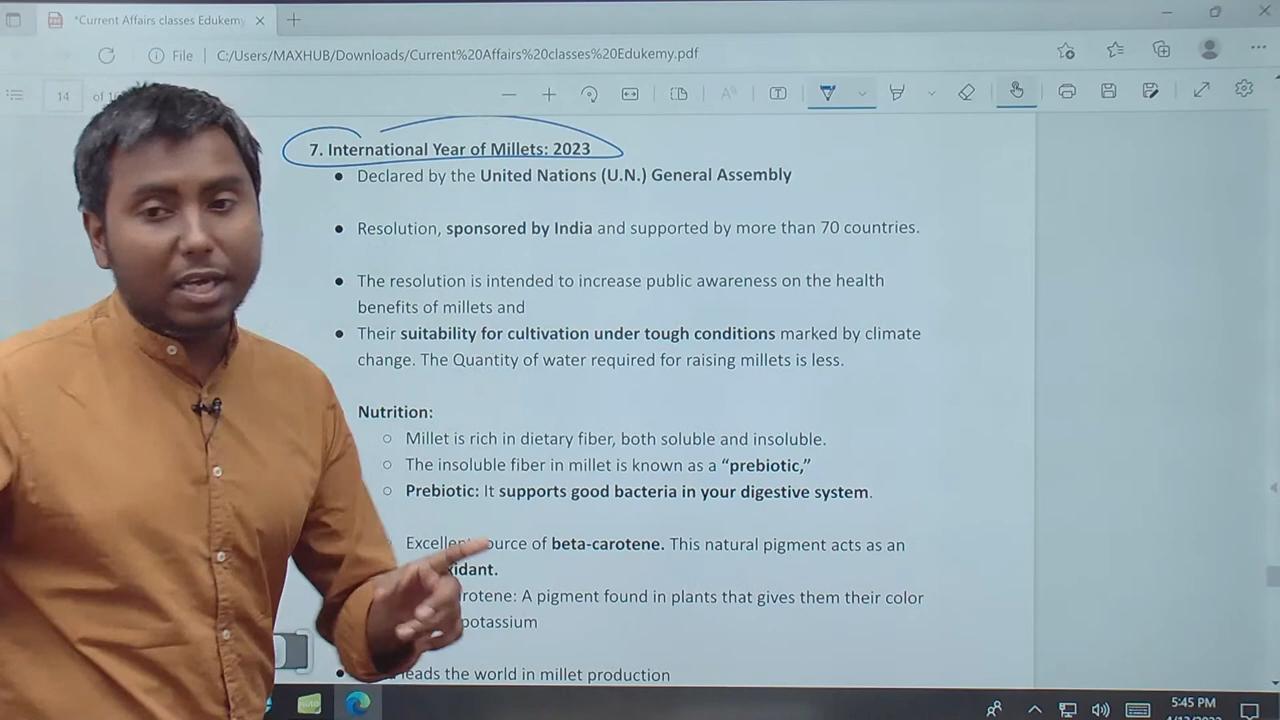 *Current Affairs classes Edukemy
File C:/Users/MAXHUB/Downloads/Current%20Affairs%20classes%20Edukemy.pdf
14 of
7. International Year of Millets: 2023
● Declared by the United Nations (U.N.) General Assembly
● Resolution, sponsored by India and supported by more than 70 countries.
● The resolution is intended to increase public awareness on the health
benefits of millets and
● Their suitability for cultivation under tough conditions marked by climate
change. The Quantity of water required for raising millets is less.
Nutrition:
○ Millet is rich in dietary fiber, both soluble and insoluble.
○ The insoluble fiber in millet is known as a “prebiotic,”
○ Prebiotic: It supports good bacteria in your digestive system.
Excellent source of beta-carotene. This natural pigment acts as an
xidant.
rotene: A pigment found in plants that gives them their color
potassium
● leads the world in millet production
5:45 PM